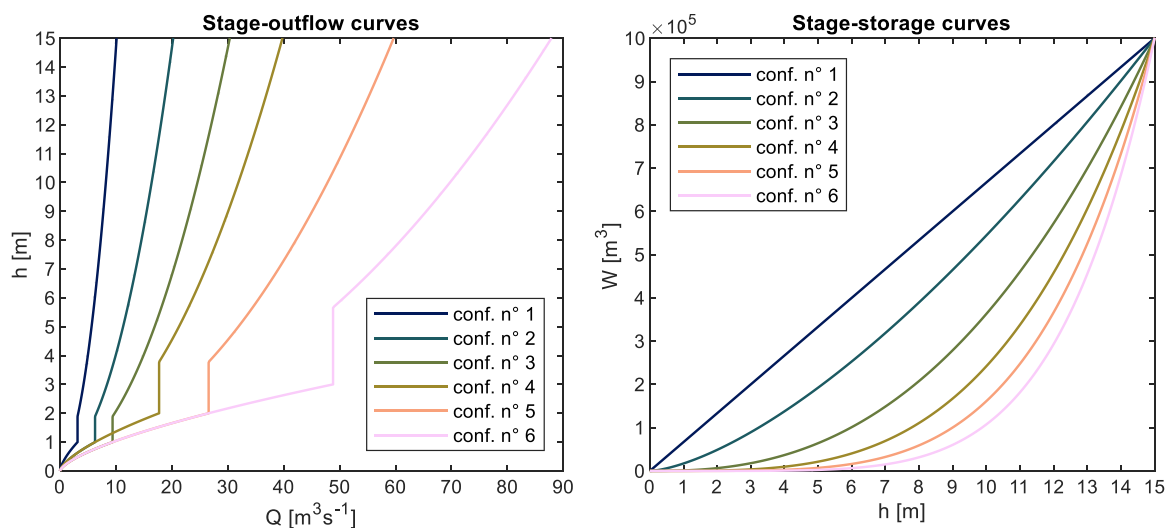 Stage-outflow curves
15
14
13
12
11
10
9
8
7
6
5
4
3
2
1
0
h [m]
0 10 20 30 40 50 60 70 80 90
Q [m³s⁻¹]
conf. n° 1
conf. n° 2
conf. n° 3
conf. n° 4
conf. n° 5
conf. n° 6
Stage-storage curves
×10⁵
10
9
8
7
6
5
4
3
2
1
0
W [m³]
0 1 2 3 4 5 6 7 8 9 10 11 12 13 14 15
h [m]
conf. n° 1
conf. n° 2
conf. n° 3
conf. n° 4
conf. n° 5
conf. n° 6